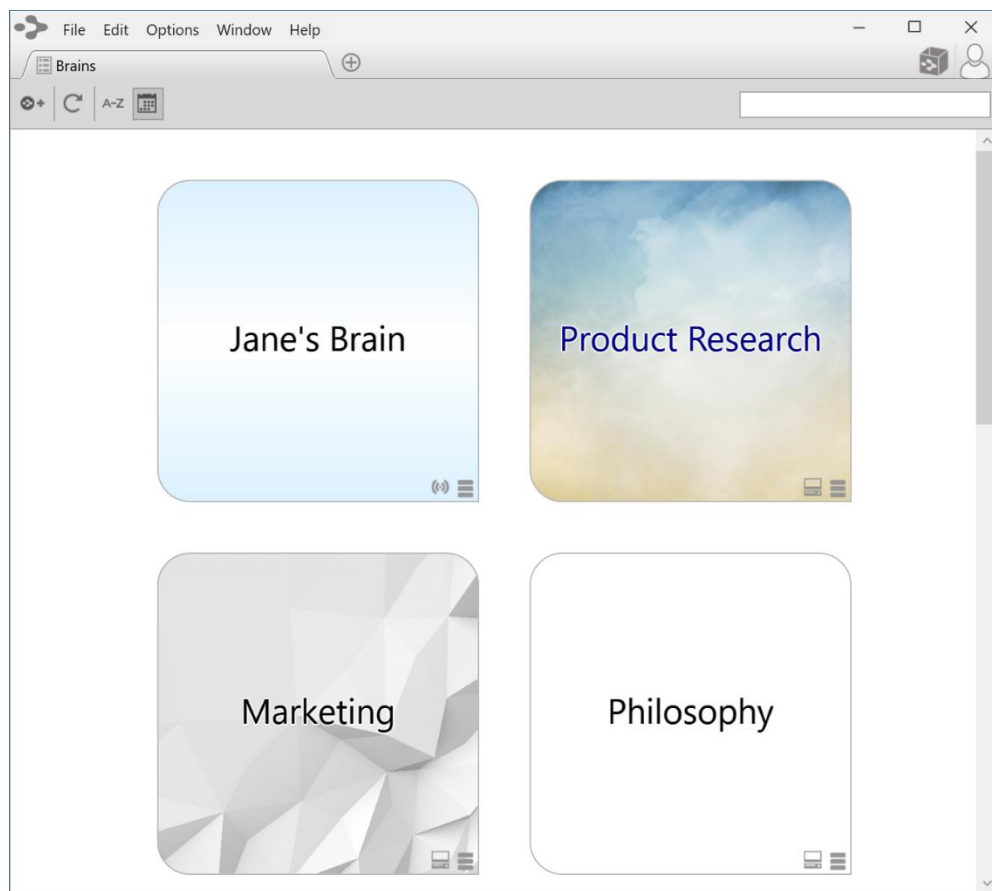 File Edit Options Window Help
Brains
A-Z
Jane's Brain
Product Research
Marketing
Philosophy